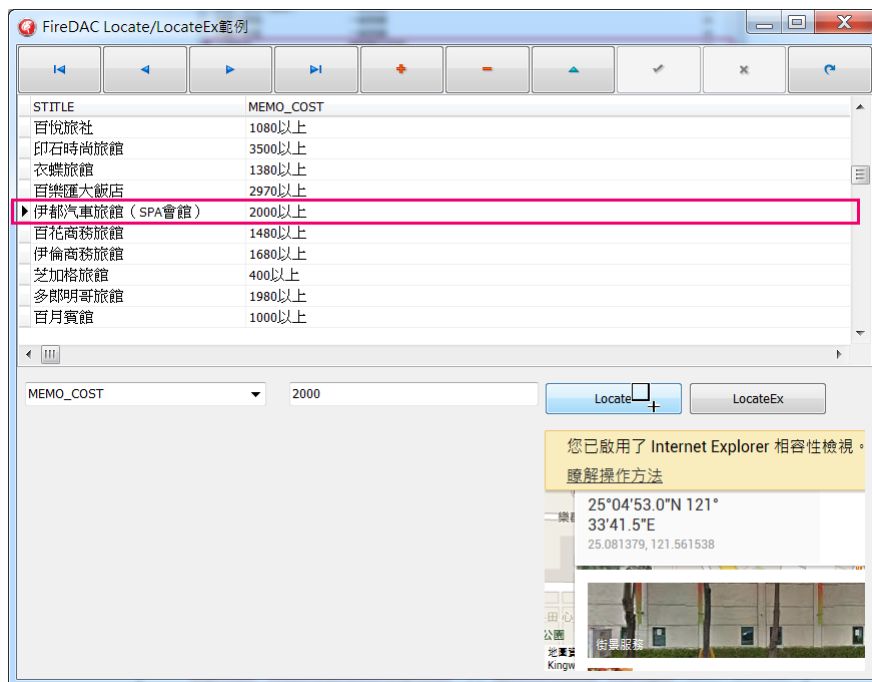 FireDAC Locate/LocateEx範例
STITLE MEMO_COST
百悅旅社 1080以上
印石時尚旅館 3500以上
衣蝶旅館 1380以上
百樂匯大飯店 2970以上
伊都汽車旅館（SPA會館） 2000以上
百花商務旅館 1480以上
伊倫商務旅館 1680以上
芝加格旅館 400以上
多郎明哥旅館 1980以上
百月賓館 1000以上
MEMO_COST 2000 Locate LocateEx
您已啟用了 Internet Explorer 相容性檢視。
瞭解操作方法
25°04'53.0"N 121°
33'41.5"E
25.081379, 121.561538
田心
公園
街景服務
地圖資
Kingw